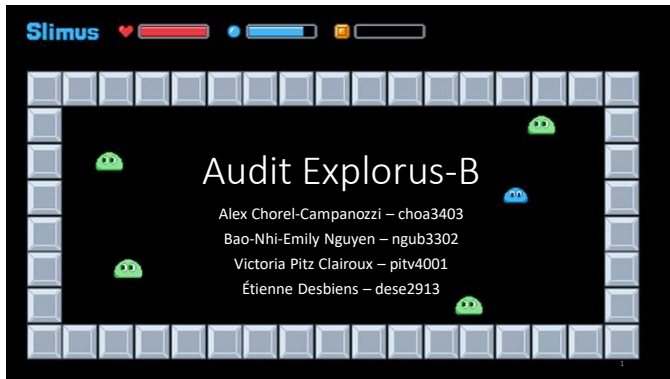 Slimus
Audit Explorus-B
Alex Chorel-Campanozzi – choa3403
Bao-Nhi-Emily Nguyen – ngub3302
Victoria Pitz Clairoux – pitv4001
Étienne Desbiens – dese2913
1